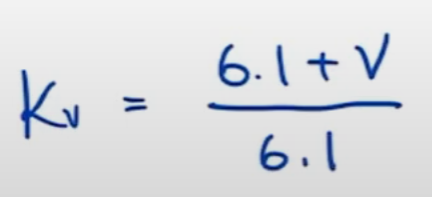 Kv = (6.1 + V) / 6.1